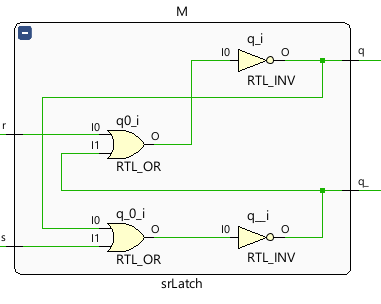 M
q_i
I0 O q
RTL_INV
r
q0_i
I0
I1 O
RTL_OR
q_
q_0_i
q__i
I0
I1 O I0 O
s
RTL_OR
RTL_INV
srLatch